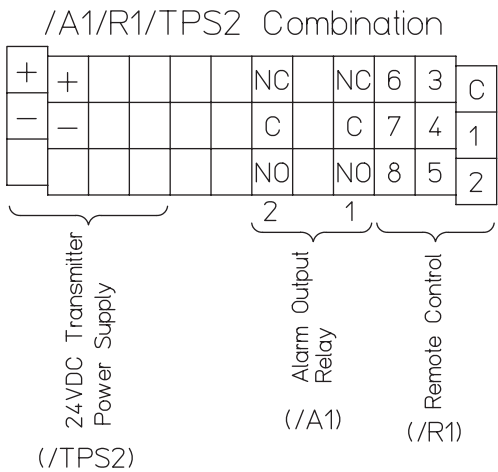 /A1/R1/TPS2 Combination
+ + NC NC 6 3 C
− − C C 7 4 1
NO NO 8 5 2
2 1
24VDC Transmitter
Power Supply
(/TPS2)
Alarm Output
Relay
(/A1)
Remote Control
(/R1)